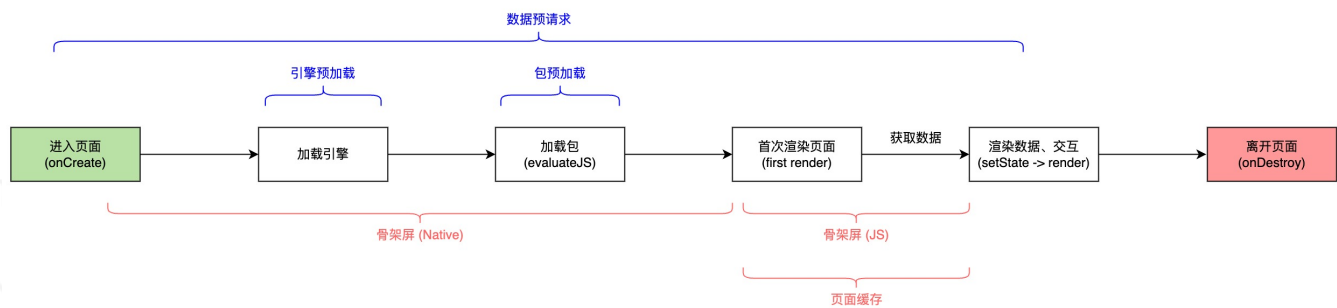 数据预请求
引擎预加载
包预加载
进入页面
(onCreate)
加载引擎
加载包
(evaluateJS)
首次渲染页面
(first render)
获取数据
渲染数据、交互
(setState -> render)
离开页面
(onDestroy)
骨架屏 (Native)
骨架屏 (JS)
页面缓存